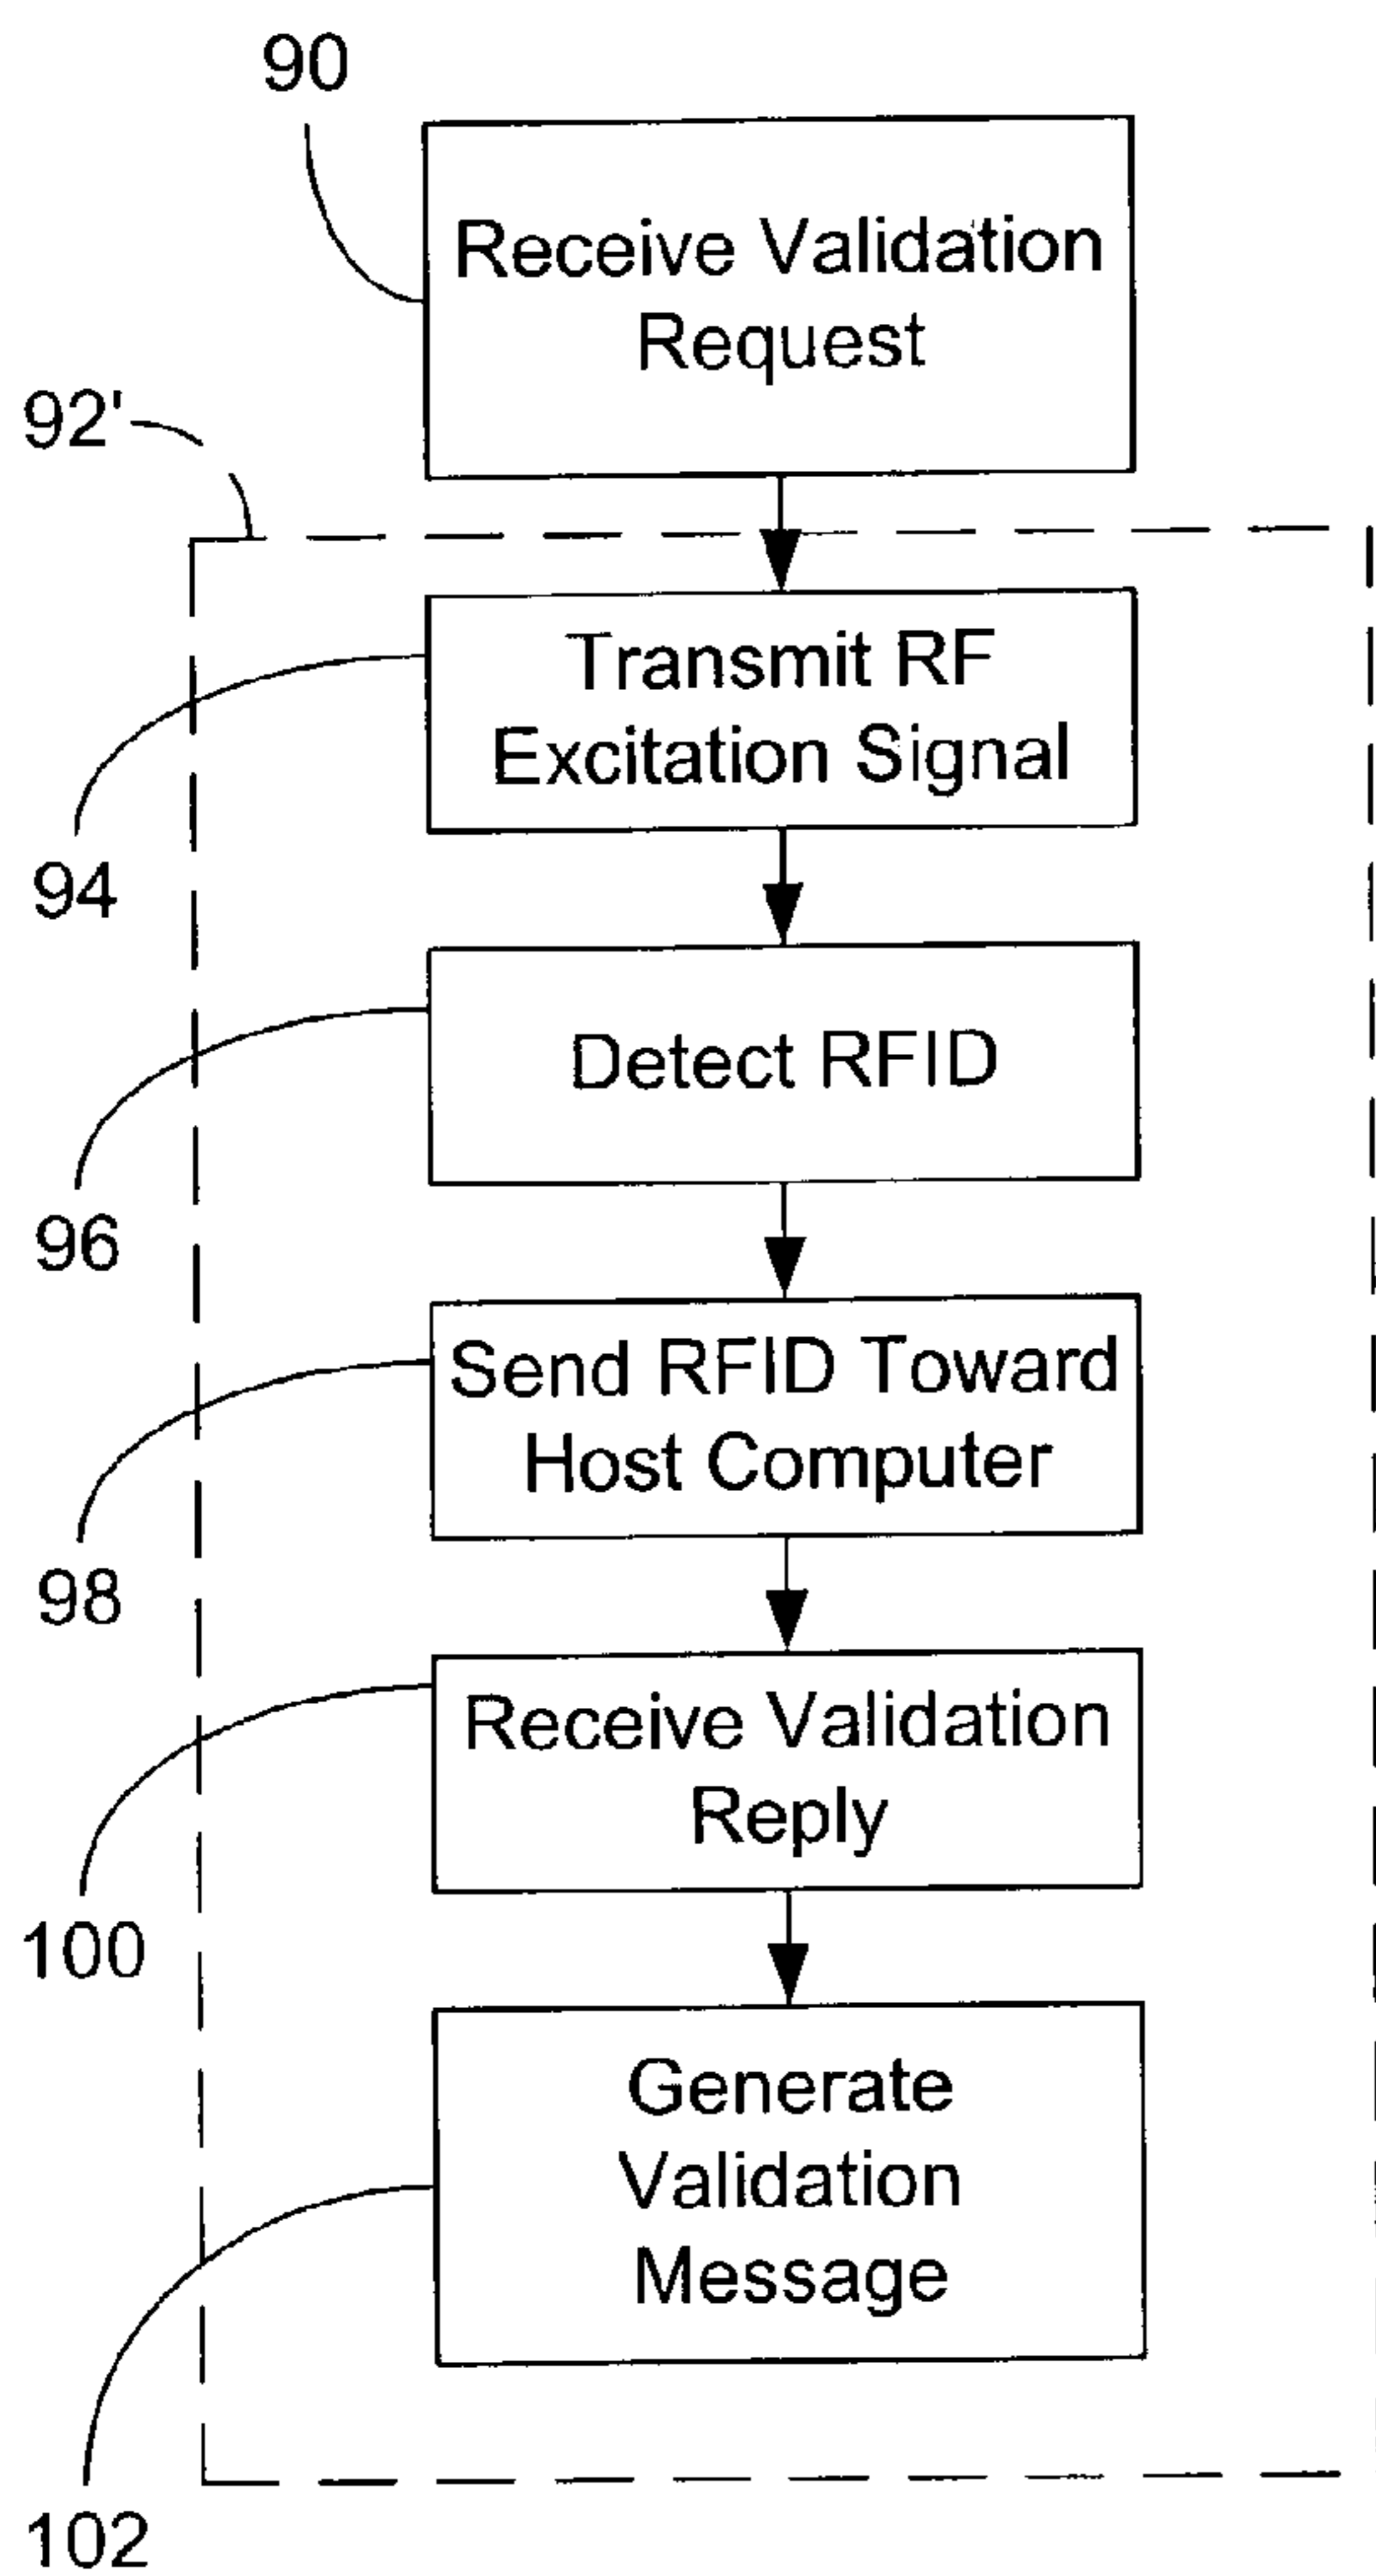 90
Receive Validation
Request
92'
Transmit RF
Excitation Signal
94
Detect RFID
96
Send RFID Toward
Host Computer
98
Receive Validation
Reply
100
Generate
Validation
Message
102